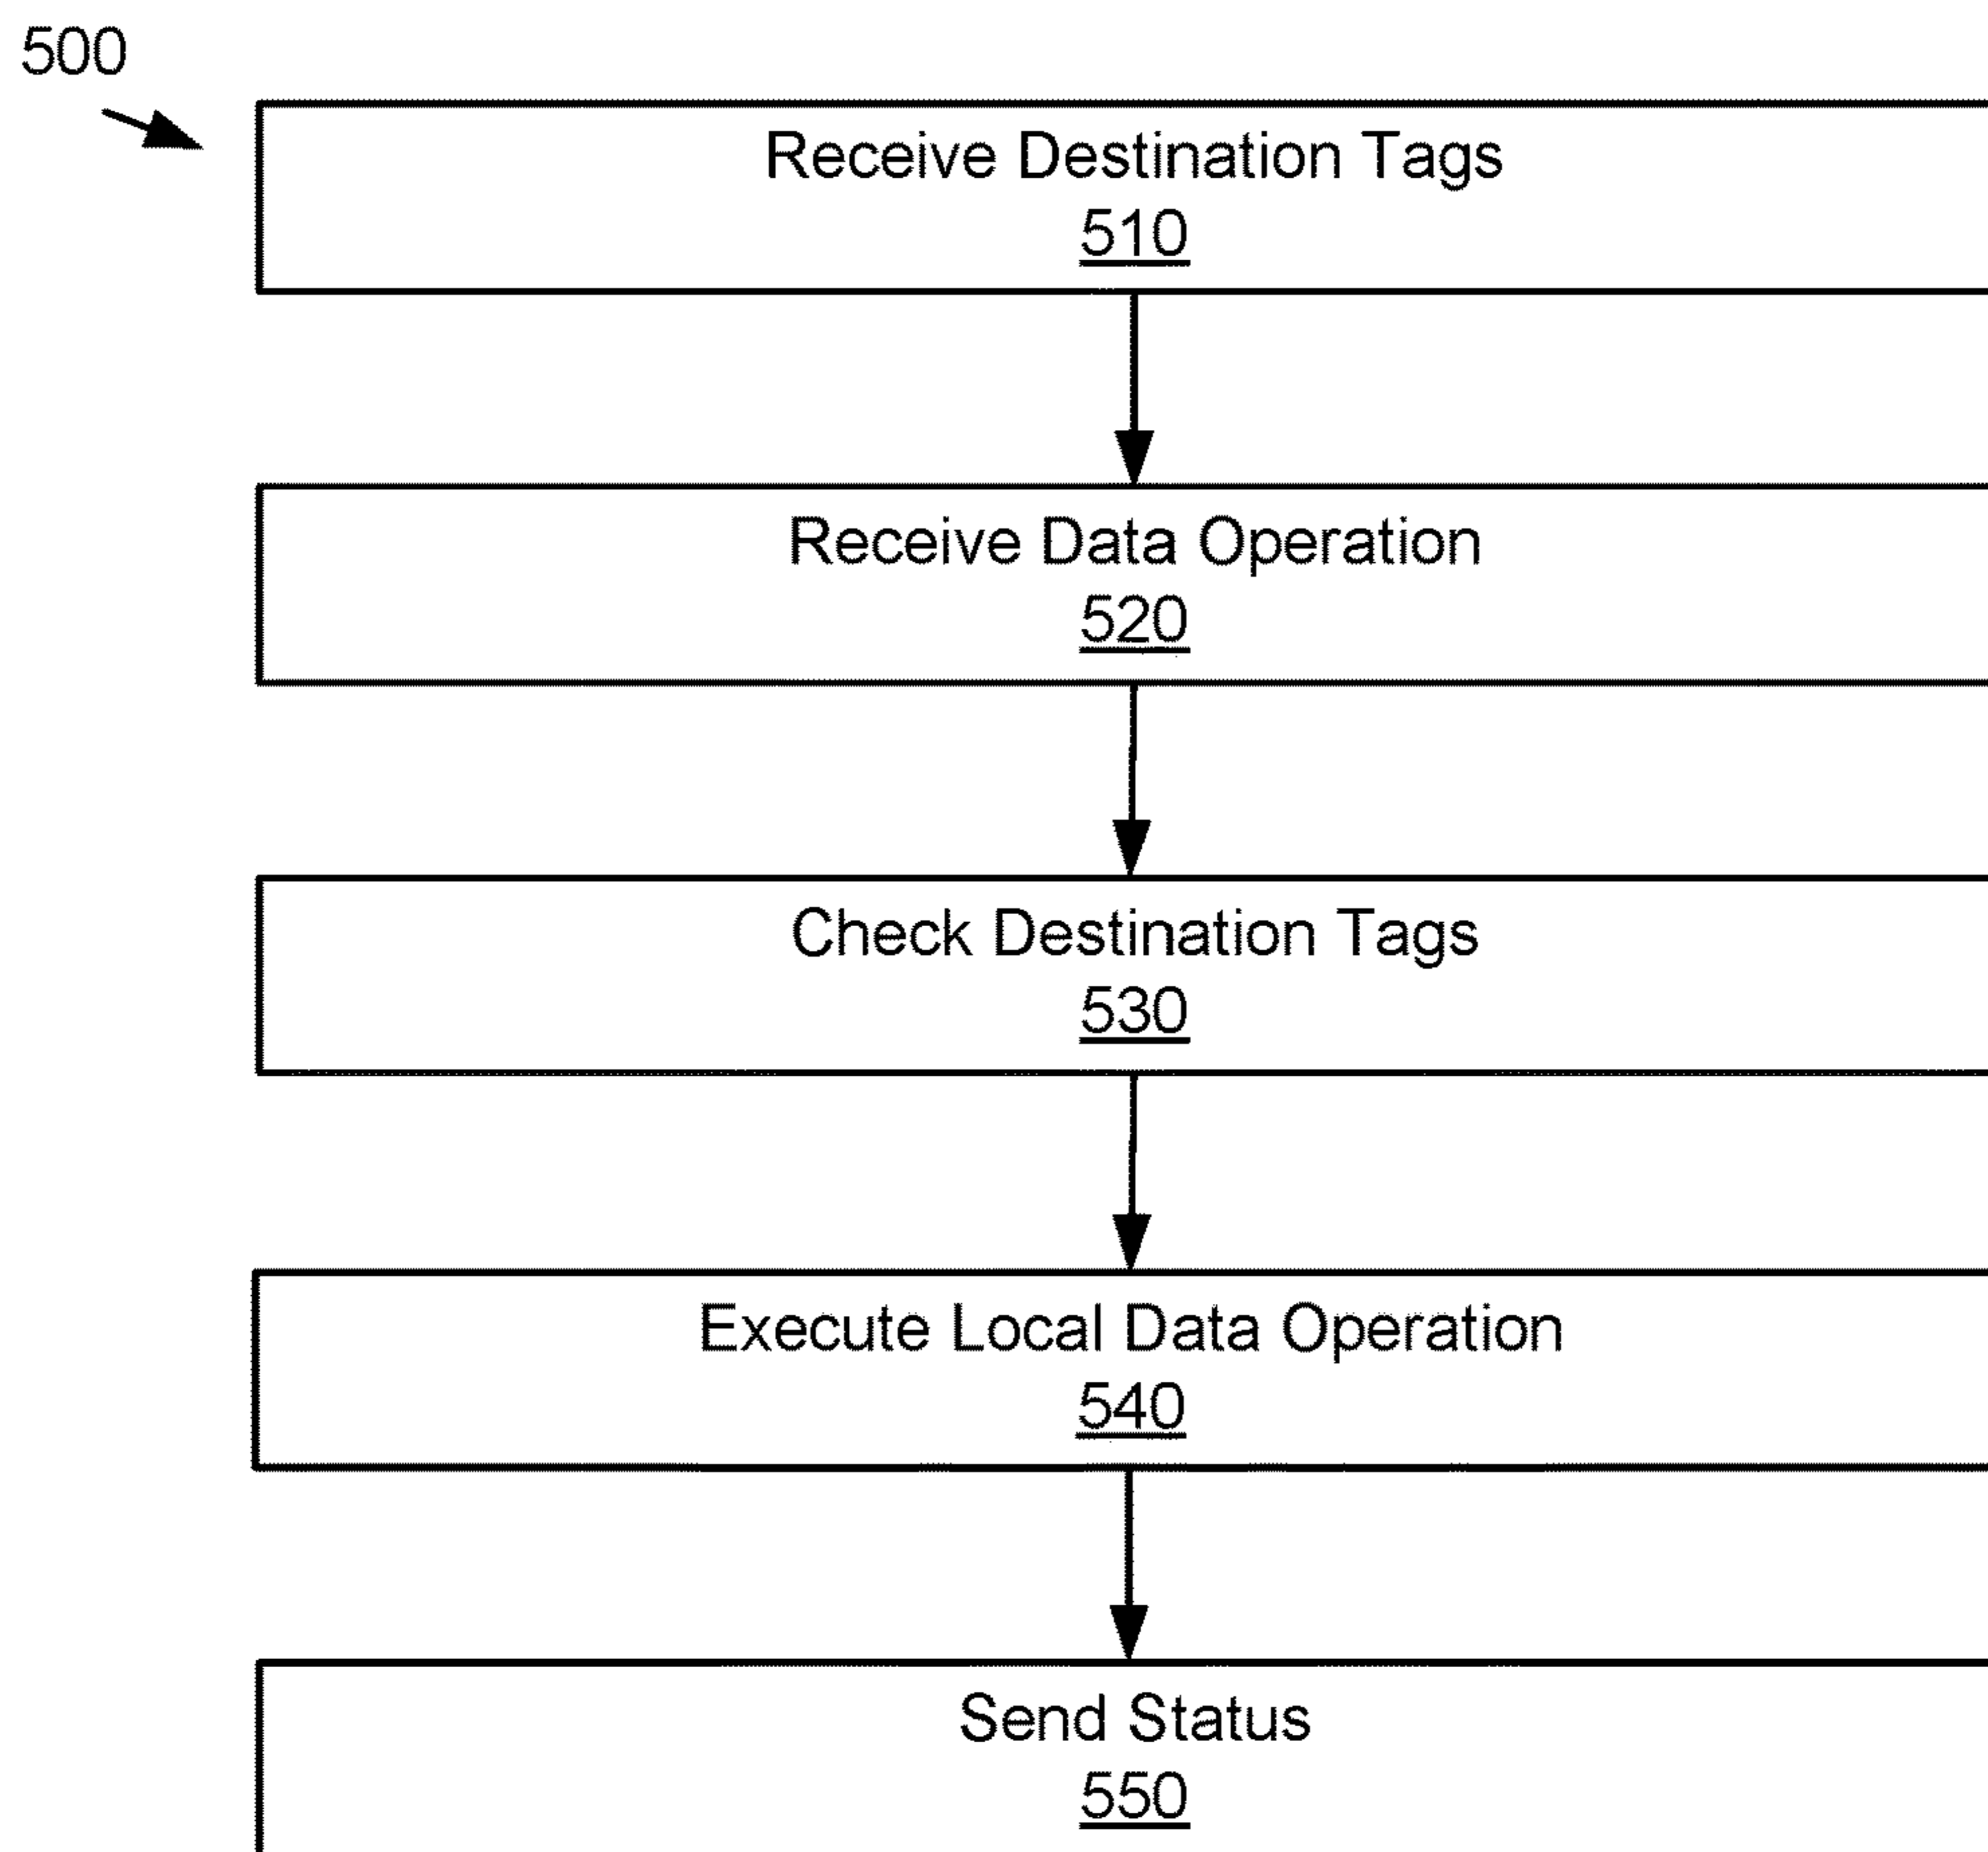 500
Receive Destination Tags
510
Receive Data Operation
520
Check Destination Tags
530
Execute Local Data Operation
540
Send Status
550